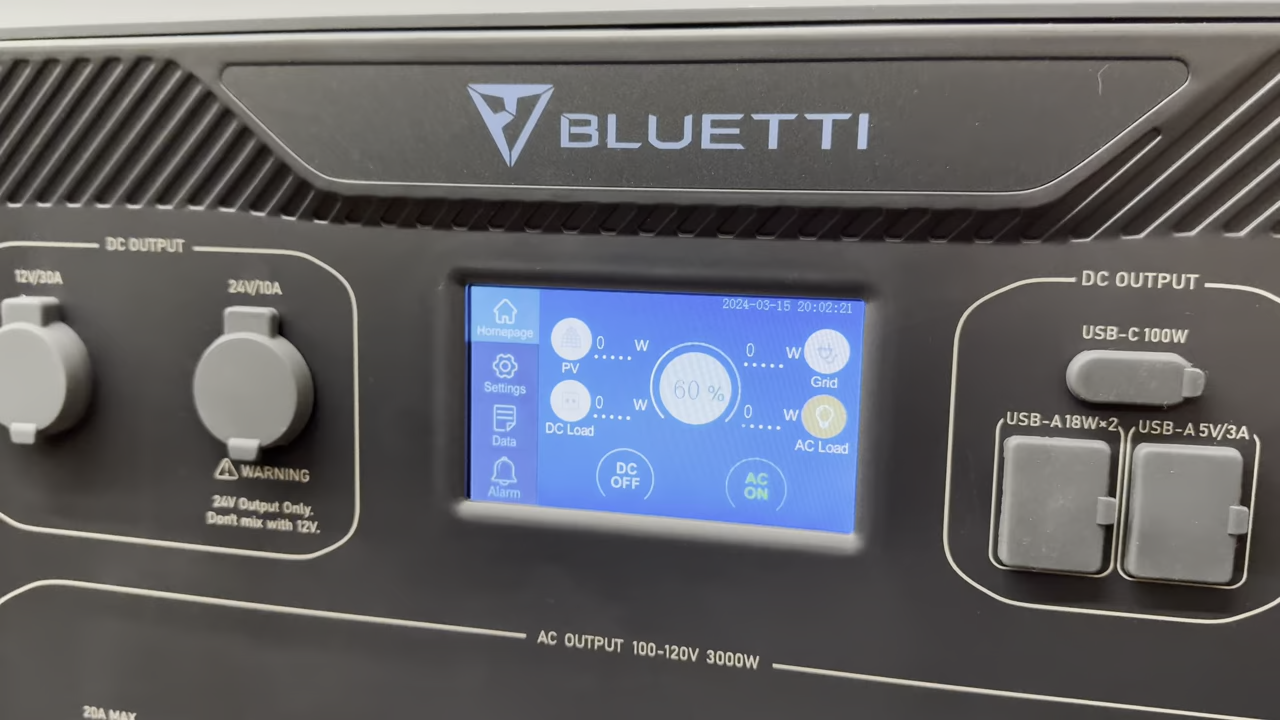 BLUETTI
DC OUTPUT
12V/30A
24V/10A
WARNING
24V Output Only.
Don't mix with 12V.
2024-03-15 20:02:21
Homepage
Settings
Data
Alarm
0 W
PV
0 W
DC Load
60 %
0 W
Grid
0 W
AC Load
DC
OFF
AC
ON
DC OUTPUT
USB-C 100W
USB-A 18W×2
USB-A 5V/3A
AC OUTPUT 100-120V 3000W
20A MAX